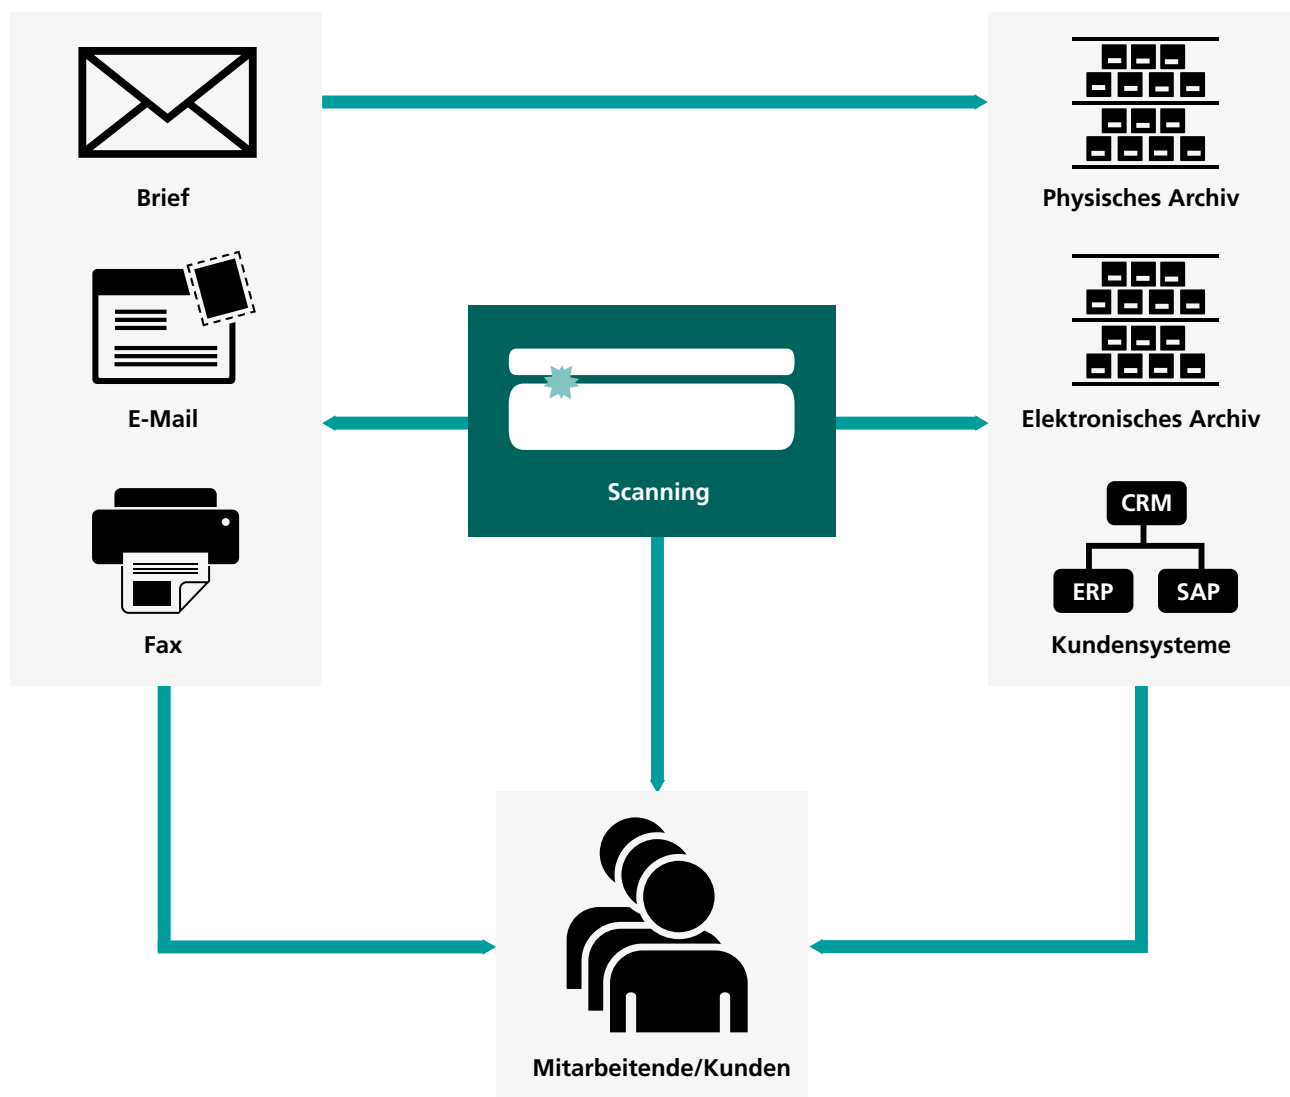 Brief
E-Mail
Fax
Scanning
Physisches Archiv
Elektronisches Archiv
CRM
ERP
SAP
Kundensysteme
Mitarbeitende/Kunden